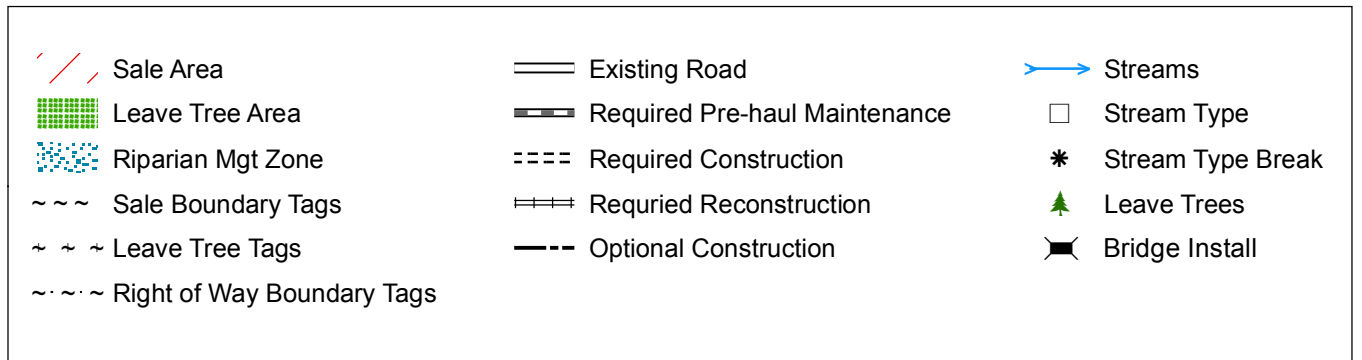 Sale Area
Leave Tree Area
Riparian Mgt Zone
Sale Boundary Tags
Leave Tree Tags
Right of Way Boundary Tags
Existing Road
Required Pre-haul Maintenance
Required Construction
Requried Reconstruction
Optional Construction
Streams
Stream Type
Stream Type Break
Leave Trees
Bridge Install